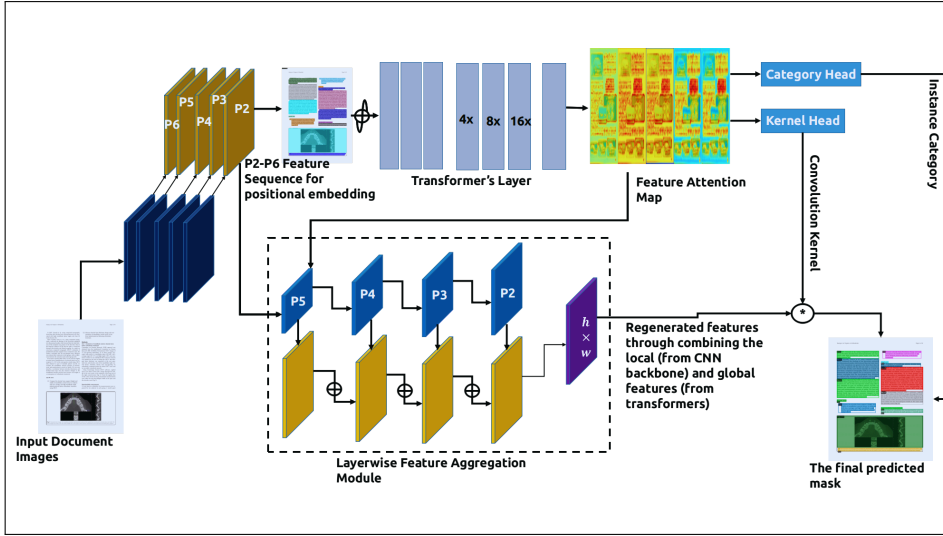 P6
P5
P4
P3
P2
P2-P6 Feature
Sequence for
positional embedding
4x
8x
16x
Transformer's Layer
Feature Attention
Map
Category Head
Kernel Head
Instance Category
Convolution Kernel
*
P5
P4
P3
P2
h
×
w
Layerwise Feature Aggregation
Module
Regenerated features
through combining the
local (from CNN
backbone) and global
features (from
transformers)
Input Document
Images
The final predicted
mask